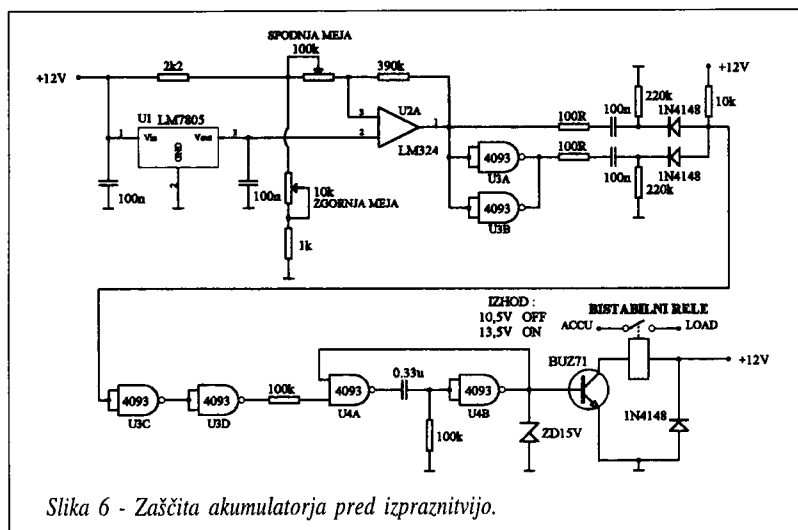 SPODNJA MEJA
100k
2k2
390k
+12V
+12V
U1
LM7805
Vin
Vout
GND
1
3
2
100n
100n
10k
ZGORNJA MEJA
1k
3
2
U2A
1
LM324
4093
U3A
4093
U3B
100R
100n
220k
1N4148
10k
100R
100n
1N4148
220k
IZHOD :
10,5V OFF
13,5V ON
BISTABILNI RELE
ACCU
LOAD
+12V
BUZ71
1N4148
4093
U3C
4093
U3D
100k
4093
U4A
0.33u
100k
4093
U4B
ZD15V
Slika 6 - Zaščita akumulatorja pred izpraznitvijo.